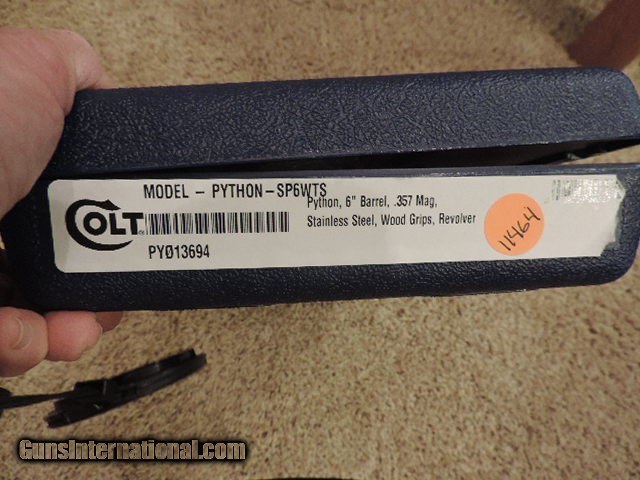 MODEL - PYTHON-SP6WTS
COLT
Python, 6" Barrel, .357 Mag,
Stainless Steel, Wood Grips, Revolver
PYØ13694
11464
GunsInternational.com